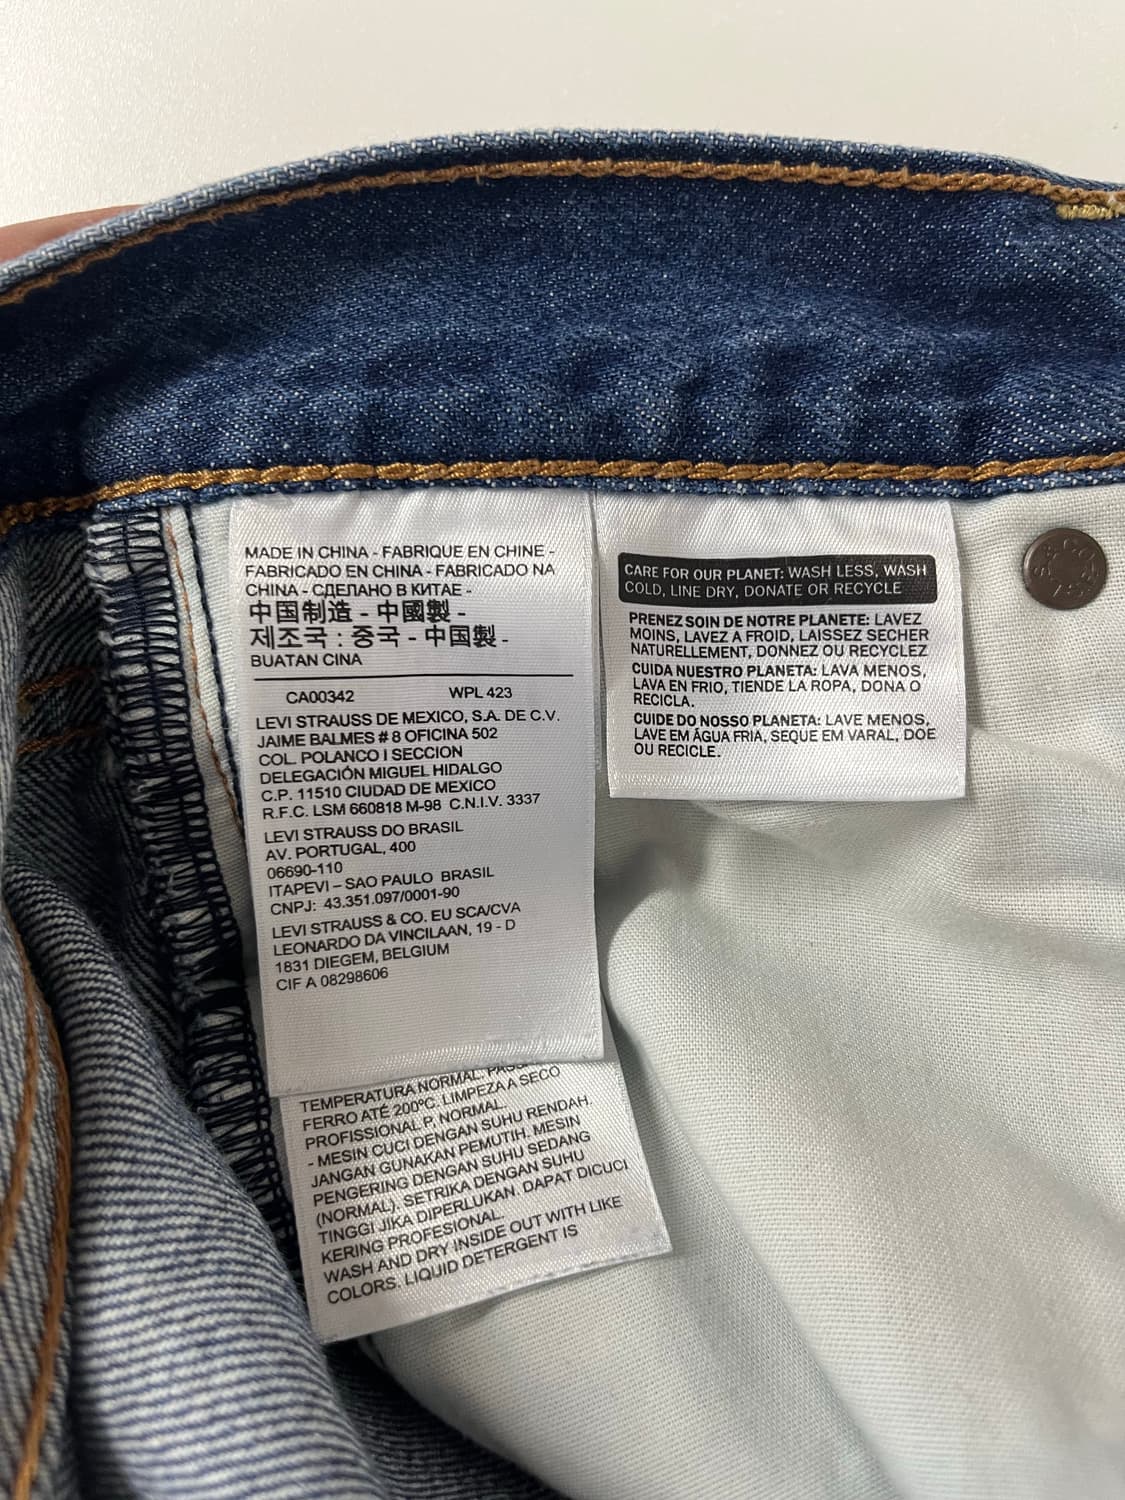 MADE IN CHINA - FABRIQUE EN CHINE -
FABRICADO EN CHINA - FABRICADO NA
CHINA - СДЕЛАНО В КИТАЕ -
中国制造 - 中國製 -
제조국 : 중국 - 中国製 -
BUATAN CINA
CA00342 WPL 423
LEVI STRAUSS DE MEXICO, S.A. DE C.V.
JAIME BALMES # 8 OFICINA 502
COL. POLANCO I SECCION
DELEGACIÓN MIGUEL HIDALGO
C.P. 11510 CIUDAD DE MEXICO
R.F.C. LSM 660818 M-98 C.N.I.V. 3337
LEVI STRAUSS DO BRASIL
AV. PORTUGAL, 400
06690-110
ITAPEVI – SAO PAULO BRASIL
CNPJ: 43.351.097/0001-90
LEVI STRAUSS & CO. EU SCA/CVA
LEONARDO DA VINCILAAN, 19 - D
1831 DIEGEM, BELGIUM
CIF A 08298606
TEMPERATURA NORMAL.
FERRO ATÉ 200ºC. LIMPEZA A SECO
PROFISSIONAL P, NORMAL.
- MESIN CUCI DENGAN SUHU RENDAH.
JANGAN GUNAKAN PEMUTIH. MESIN
PENGERING DENGAN SUHU SEDANG
(NORMAL). SETRIKA DENGAN SUHU
TINGGI JIKA DIPERLUKAN. DAPAT DICUCI
KERING PROFESIONAL.
WASH AND DRY INSIDE OUT WITH LIKE
COLORS. LIQUID DETERGENT IS
CARE FOR OUR PLANET: WASH LESS, WASH
COLD, LINE DRY, DONATE OR RECYCLE
PRENEZ SOIN DE NOTRE PLANETE: LAVEZ
MOINS, LAVEZ A FROID, LAISSEZ SECHER
NATURELLEMENT, DONNEZ OU RECYCLEZ
CUIDA NUESTRO PLANETA: LAVA MENOS,
LAVA EN FRIO, TIENDE LA ROPA, DONA O
RECICLA.
CUIDE DO NOSSO PLANETA: LAVE MENOS,
LAVE EM ÁGUA FRIA, SEQUE EM VARAL, DOE
OU RECICLE.